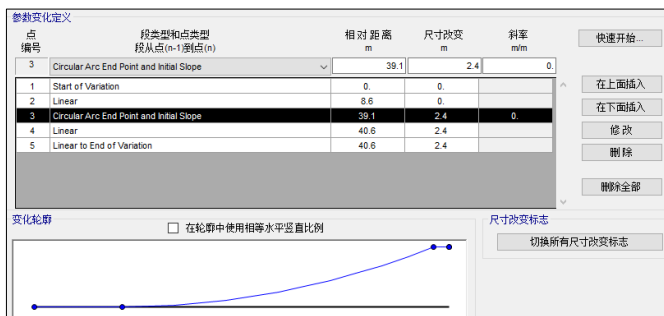 参数变化定义
点 段类型和点类型 相对距离 尺寸改变 斜率
编号 段从点(n-1)到点(n) m m m/m
3 Circular Arc End Point and Initial Slope 39.1 2.4 0.
1 Start of Variation 0. 0.
2 Linear 8.6 0.
3 Circular Arc End Point and Initial Slope 39.1 2.4 0.
4 Linear 40.6 2.4
5 Linear to End of Variation 40.6 2.4
快速开始...
在上面插入
在下面插入
修改
删除
删除全部
变化轮廓
在轮廓中使用相等水平竖直比例
尺寸改变标志
切换所有尺寸改变标志